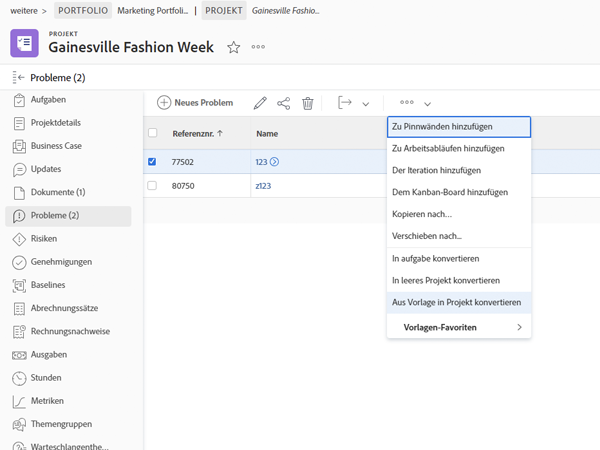 weitere > PORTFOLIO Marketing Portfoli... | PROJEKT Gainesville Fashio..
PROJEKT
Gainesville Fashion Week
Probleme (2)
Aufgaben
Projektdetails
Business Case
Updates
Dokumente (1)
Probleme (2)
Risiken
Genehmigungen
Baselines
Abrechnungssätze
Rechnungsnachweise
Ausgaben
Stunden
Metriken
Themengruppen
Warteschlangenthe...
Neues Problem
Referenznr. Name
77502 123
80750 z123
Zu Pinnwänden hinzufügen
Zu Arbeitsabläufen hinzufügen
Der Iteration hinzufügen
Dem Kanban-Board hinzufügen
Kopieren nach...
Verschieben nach...
In aufgabe konvertieren
In leeres Projekt konvertieren
Aus Vorlage in Projekt konvertieren
Vorlagen-Favoriten